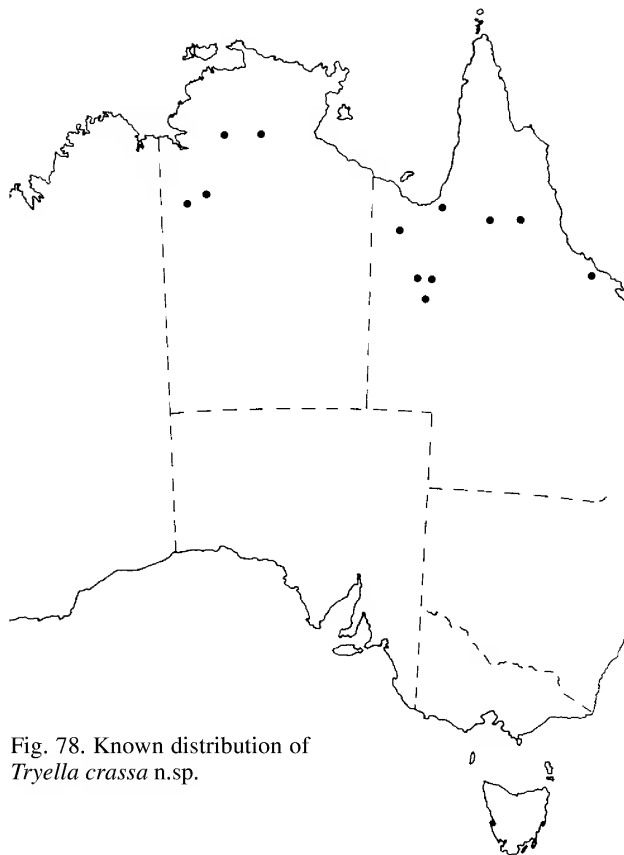 Fig. 78. Known distribution of
Tryella crassa n.sp.